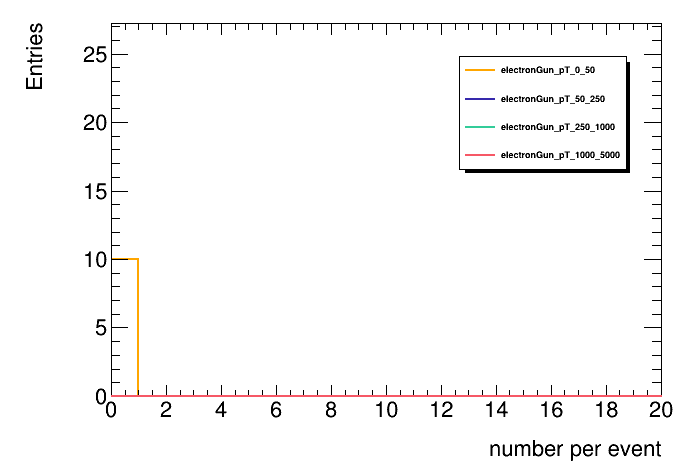 Entries
25
20
15
10
5
0
electronGun_pT_0_50
electronGun_pT_50_250
electronGun_pT_250_1000
electronGun_pT_1000_5000
0 2 4 6 8 10 12 14 16 18 20
number per event